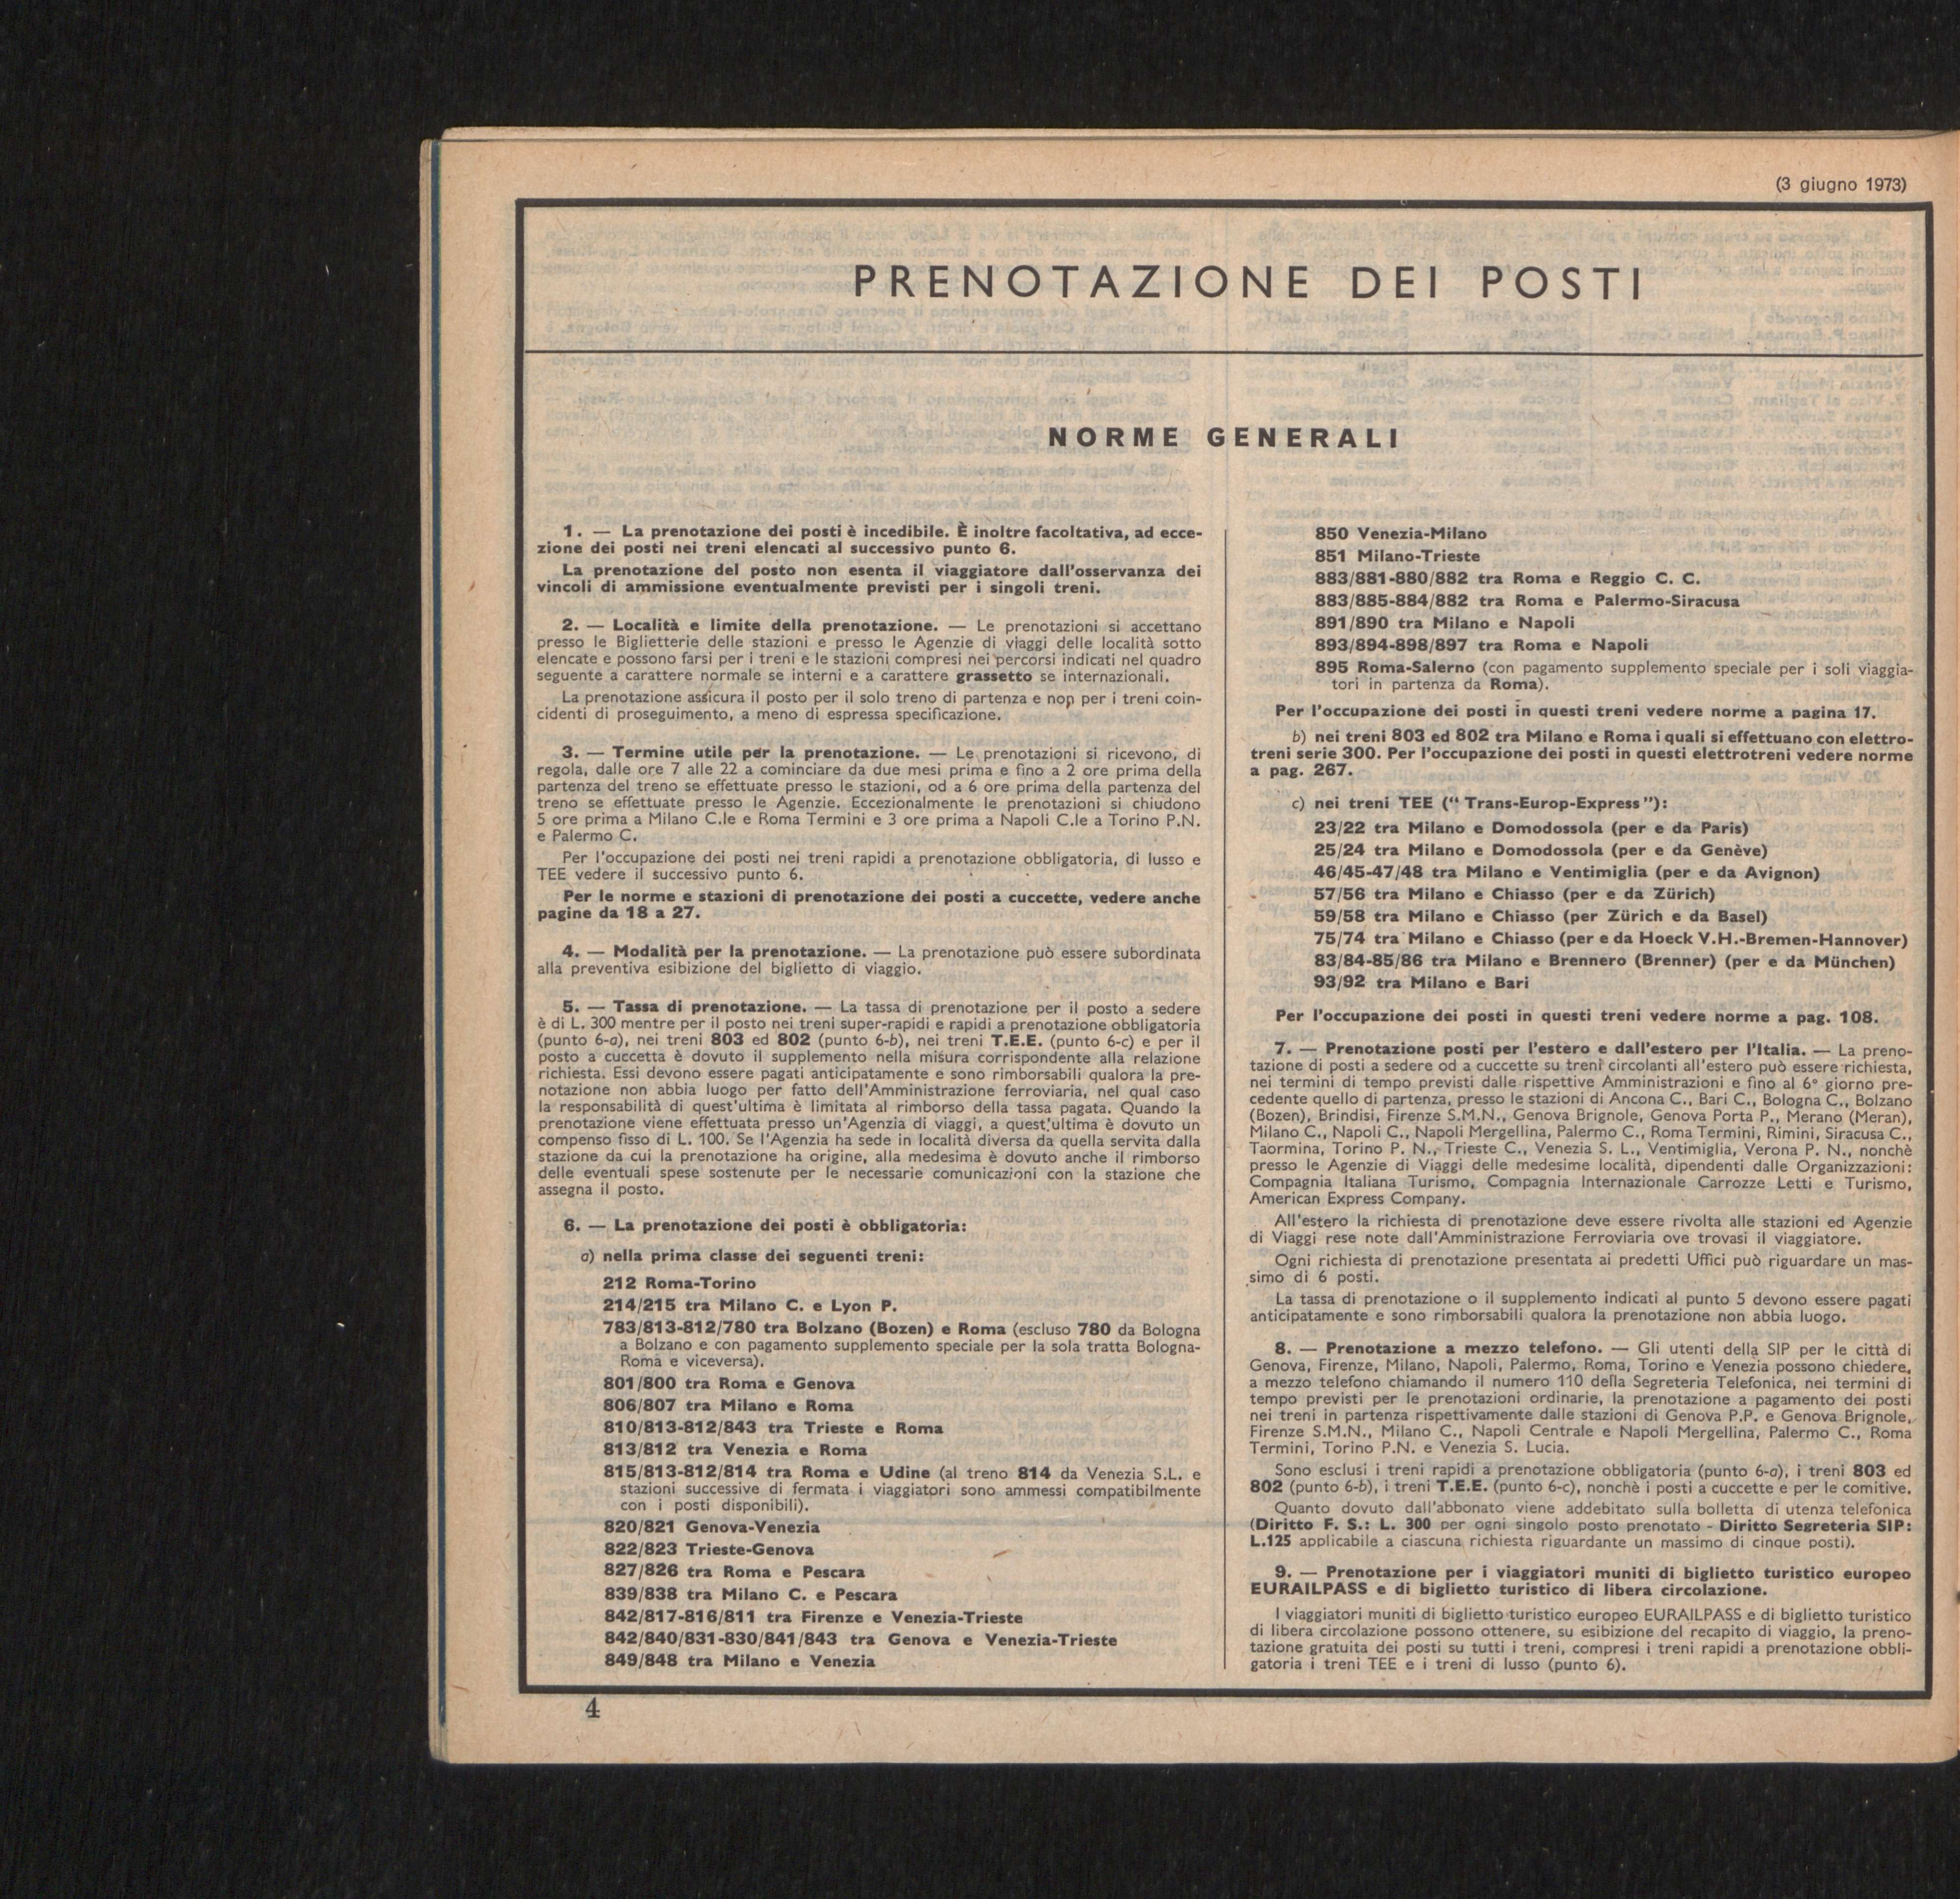 (3 giugno 1973)
PRENOTAZIONE DEI POSTI
NORME GENERALI
1. — La prenotazione dei posti è incedibile. È inoltre facoltativa, ad ecce-
zione dei posti nei treni elencati al successivo punto 6.
La prenotazione del posto non esenta il viaggiatore dall'osservanza dei
vincoli di ammissione eventualmente previsti per i singoli treni.
2. — Località e limite della prenotazione. — Le prenotazioni si accettano
presso le Biglietterie delle stazioni e presso le Agenzie di viaggi delle località sotto
elencate e possono farsi per i treni e le stazioni compresi nei percorsi indicati nel quadro
seguente a carattere normale se interni e a carattere grassetto se internazionali.
La prenotazione assicura il posto per il solo treno di partenza e non per i treni coin-
cidenti di proseguimento, a meno di espressa specificazione.
3. — Termine utile per la prenotazione. — Le prenotazioni si ricevono, di
regola, dalle ore 7 alle 22 a cominciare da due mesi prima e fino a 2 ore prima della
partenza del treno se effettuate presso le stazioni, od a 6 ore prima della partenza del
treno se effettuate presso le Agenzie. Eccezionalmente le prenotazioni si chiudono
5 ore prima a Milano C.le e Roma Termini e 3 ore prima a Napoli C.le a Torino P.N.
e Palermo C.
Per l'occupazione dei posti nei treni rapidi a prenotazione obbligatoria, di lusso e
TEE vedere il successivo punto 6.
Per le norme e stazioni di prenotazione dei posti a cuccette, vedere anche
pagine da 18 a 27.
4. — Modalità per la prenotazione. — La prenotazione può essere subordinata
alla preventiva esibizione del biglietto di viaggio.
5. — Tassa di prenotazione. — La tassa di prenotazione per il posto a sedere
è di L. 300 mentre per il posto nei treni super-rapidi e rapidi a prenotazione obbligatoria
(punto 6-a), nei treni 803 ed 802 (punto 6-b), nei treni T.E.E. (punto 6-c) e per il
posto a cuccetta è dovuto il supplemento nella misura corrispondente alla relazione
richiesta. Essi devono essere pagati anticipatamente e sono rimborsabili qualora la pre-
notazione non abbia luogo per fatto dell'Amministrazione ferroviaria, nel qual caso
la responsabilità di quest'ultima è limitata al rimborso della tassa pagata. Quando la
prenotazione viene effettuata presso un'Agenzia di viaggi, a quest'ultima è dovuto un
compenso fisso di L. 100. Se l'Agenzia ha sede in località diversa da quella servita dalla
stazione da cui la prenotazione ha origine, alla medesima è dovuto anche il rimborso
delle eventuali spese sostenute per le necessarie comunicazioni con la stazione che
assegna il posto.
6. — La prenotazione dei posti è obbligatoria:
a) nella prima classe dei seguenti treni:
212 Roma-Torino
214/215 tra Milano C. e Lyon P.
783/813-812/780 tra Bolzano (Bozen) e Roma (escluso 780 da Bologna
a Bolzano e con pagamento supplemento speciale per la sola tratta Bologna-
Roma e viceversa).
801/800 tra Roma e Genova
806/807 tra Milano e Roma
810/813-812/843 tra Trieste e Roma
813/812 tra Venezia e Roma
815/813-812/814 tra Roma e Udine (al treno 814 da Venezia S.L. e
stazioni successive di fermata i viaggiatori sono ammessi compatibilmente
con i posti disponibili).
820/821 Genova-Venezia
822/823 Trieste-Genova
827/826 tra Roma e Pescara
839/838 tra Milano C. e Pescara
842/817-816/811 tra Firenze e Venezia-Trieste
842/840/831-830/841/843 tra Genova e Venezia-Trieste
849/848 tra Milano e Venezia
850 Venezia-Milano
851 Milano-Trieste
883/881-880/882 tra Roma e Reggio C. C.
883/885-884/882 tra Roma e Palermo-Siracusa
891/890 tra Milano e Napoli
893/894-898/897 tra Roma e Napoli
895 Roma-Salerno (con pagamento supplemento speciale per i soli viaggia-
tori in partenza da Roma).
Per l'occupazione dei posti in questi treni vedere norme a pagina 17.
b) nei treni 803 ed 802 tra Milano e Roma i quali si effettuano con elettro-
treni serie 300. Per l'occupazione dei posti in questi elettrotreni vedere norme
a pag. 267.
c) nei treni TEE (“Trans-Europ-Express”):
23/22 tra Milano e Domodossola (per e da Paris)
25/24 tra Milano e Domodossola (per e da Genève)
46/45-47/48 tra Milano e Ventimiglia (per e da Avignon)
57/56 tra Milano e Chiasso (per e da Zürich)
59/58 tra Milano e Chiasso (per Zürich e da Basel)
75/74 tra Milano e Chiasso (per e da Hoeck V.H.-Bremen-Hannover)
83/84-85/86 tra Milano e Brennero (Brenner) (per e da München)
93/92 tra Milano e Bari
Per l'occupazione dei posti in questi treni vedere norme a pag. 108.
7. — Prenotazione posti per l'estero e dall'estero per l'Italia. — La preno-
tazione di posti a sedere od a cuccette su treni circolanti all'estero può essere richiesta,
nei termini di tempo previsti dalle rispettive Amministrazioni e fino al 6° giorno pre-
cedente quello di partenza, presso le stazioni di Ancona C., Bari C., Bologna C., Bolzano
(Bozen), Brindisi, Firenze S.M.N., Genova Brignole, Genova Porta P., Merano (Meran),
Milano C., Napoli C., Napoli Mergellina, Palermo C., Roma Termini, Rimini, Siracusa C.,
Taormina, Torino P. N., Trieste C., Venezia S. L., Ventimiglia, Verona P. N., nonchè
presso le Agenzie di Viaggi delle medesime località, dipendenti dalle Organizzazioni:
Compagnia Italiana Turismo, Compagnia Internazionale Carrozze Letti e Turismo,
American Express Company.
All'estero la richiesta di prenotazione deve essere rivolta alle stazioni ed Agenzie
di Viaggi rese note dall'Amministrazione Ferroviaria ove trovasi il viaggiatore.
Ogni richiesta di prenotazione presentata ai predetti Uffici può riguardare un mas-
simo di 6 posti.
La tassa di prenotazione o il supplemento indicati al punto 5 devono essere pagati
anticipatamente e sono rimborsabili qualora la prenotazione non abbia luogo.
8. — Prenotazione a mezzo telefono. — Gli utenti della SIP per le città di
Genova, Firenze, Milano, Napoli, Palermo, Roma, Torino e Venezia possono chiedere,
a mezzo telefono chiamando il numero 110 della Segreteria Telefonica, nei termini di
tempo previsti per le prenotazioni ordinarie, la prenotazione a pagamento dei posti
nei treni in partenza rispettivamente dalle stazioni di Genova P.P. e Genova Brignole,
Firenze S.M.N., Milano C., Napoli Centrale e Napoli Mergellina, Palermo C., Roma
Termini, Torino P.N. e Venezia S. Lucia.
Sono esclusi i treni rapidi a prenotazione obbligatoria (punto 6-a), i treni 803 ed
802 (punto 6-b), i treni T.E.E. (punto 6-c), nonchè i posti a cuccette e per le comitive.
Quanto dovuto dall'abbonato viene addebitato sulla bolletta di utenza telefonica
(Diritto F. S.: L. 300 per ogni singolo posto prenotato - Diritto Segreteria SIP:
L.125 applicabile a ciascuna richiesta riguardante un massimo di cinque posti).
9. — Prenotazione per i viaggiatori muniti di biglietto turistico europeo
EURAILPASS e di biglietto turistico di libera circolazione.
I viaggiatori muniti di biglietto turistico europeo EURAILPASS e di biglietto turistico
di libera circolazione possono ottenere, su esibizione del recapito di viaggio, la preno-
tazione gratuita dei posti su tutti i treni, compresi i treni rapidi a prenotazione obbli-
gatoria i treni TEE e i treni di lusso (punto 6).
4